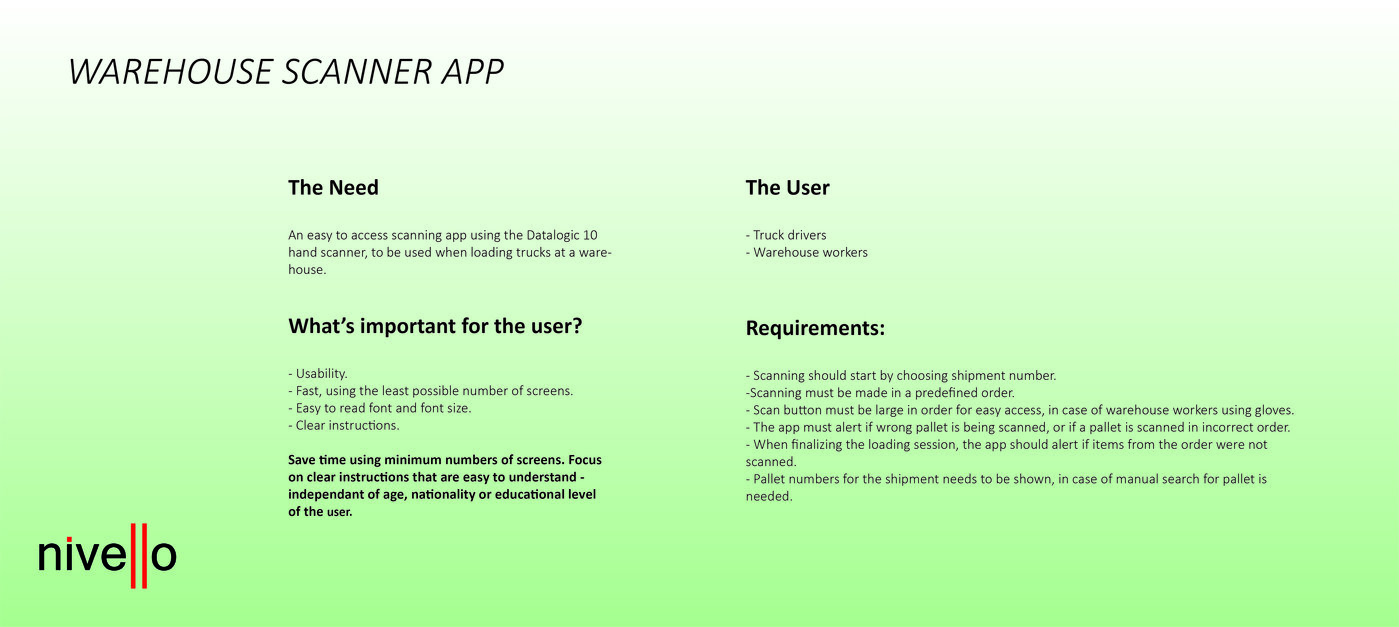 WAREHOUSE SCANNER APP
The Need
An easy to access scanning app using the Datalogic 10
hand scanner, to be used when loading trucks at a ware-
house.
What's important for the user?
- Usability.
- Fast, using the least possible number of screens.
- Easy to read font and font size.
- Clear instructions.
Save time using minimum numbers of screens. Focus
on clear instructions that are easy to understand -
independant of age, nationality or educational level
of the user.
The User
- Truck drivers
- Warehouse workers
Requirements:
- Scanning should start by choosing shipment number.
-Scanning must be made in a predefined order.
- Scan button must be large in order for easy access, in case of warehouse workers using gloves.
- The app must alert if wrong pallet is being scanned, or if a pallet is scanned in incorrect order.
- When finalizing the loading session, the app should alert if items from the order were not
scanned.
- Pallet numbers for the shipment needs to be shown, in case of manual search for pallet is
needed.
nivello